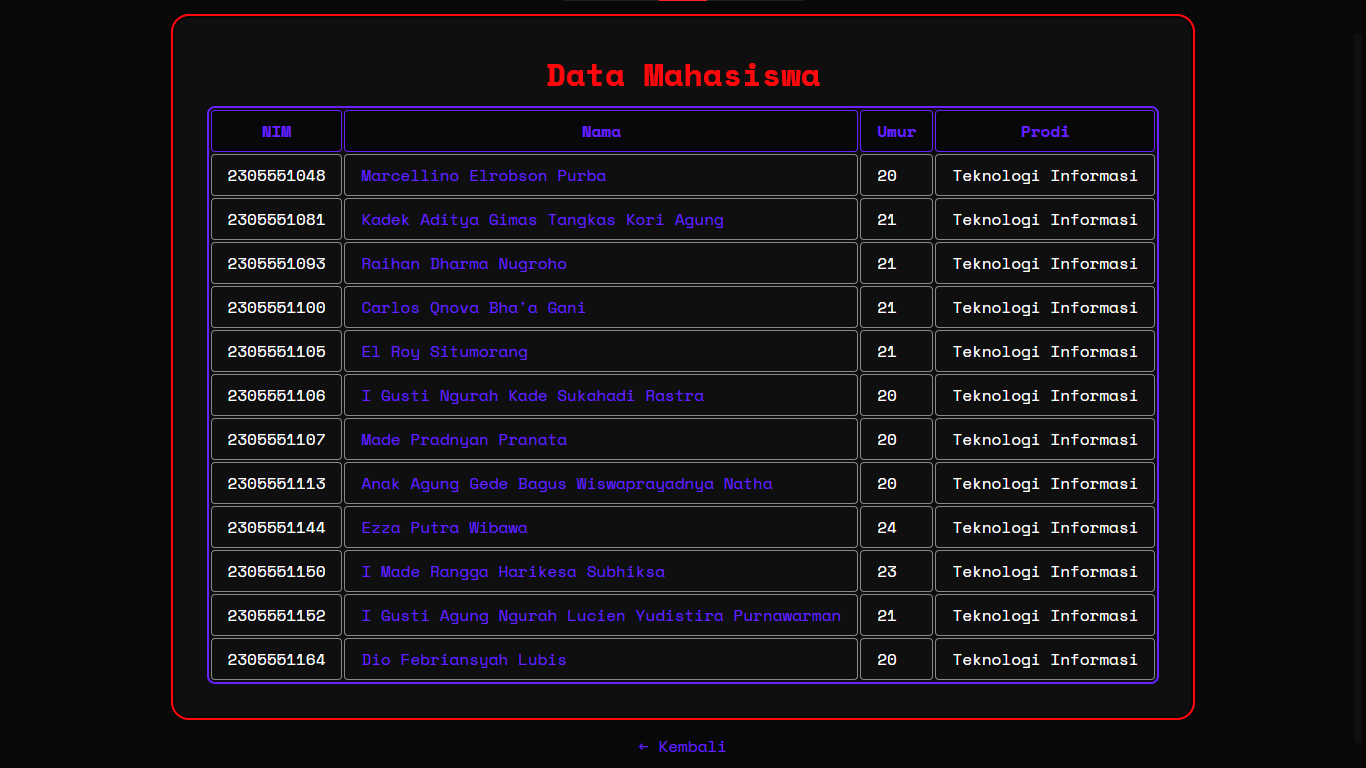 Data Mahasiswa
NIM Nama Umur Prodi
2305551048 Marcellino Elrobson Purba 20 Teknologi Informasi
2305551081 Kadek Aditya Gimas Tangkas Kori Agung 21 Teknologi Informasi
2305551093 Raihan Dharma Nugroho 21 Teknologi Informasi
2305551100 Carlos Qnova Bha'a Gani 21 Teknologi Informasi
2305551105 El Roy Situmorang 21 Teknologi Informasi
2305551106 I Gusti Ngurah Kade Sukahadi Rastra 20 Teknologi Informasi
2305551107 Made Pradnyan Pranata 20 Teknologi Informasi
2305551113 Anak Agung Gede Bagus Wiswaprayadnya Natha 20 Teknologi Informasi
2305551144 Ezza Putra Wibawa 24 Teknologi Informasi
2305551150 I Made Rangga Harikesa Subhiksa 23 Teknologi Informasi
2305551152 I Gusti Agung Ngurah Lucien Yudistira Purnawarman 21 Teknologi Informasi
2305551164 Dio Febriansyah Lubis 20 Teknologi Informasi
← Kembali